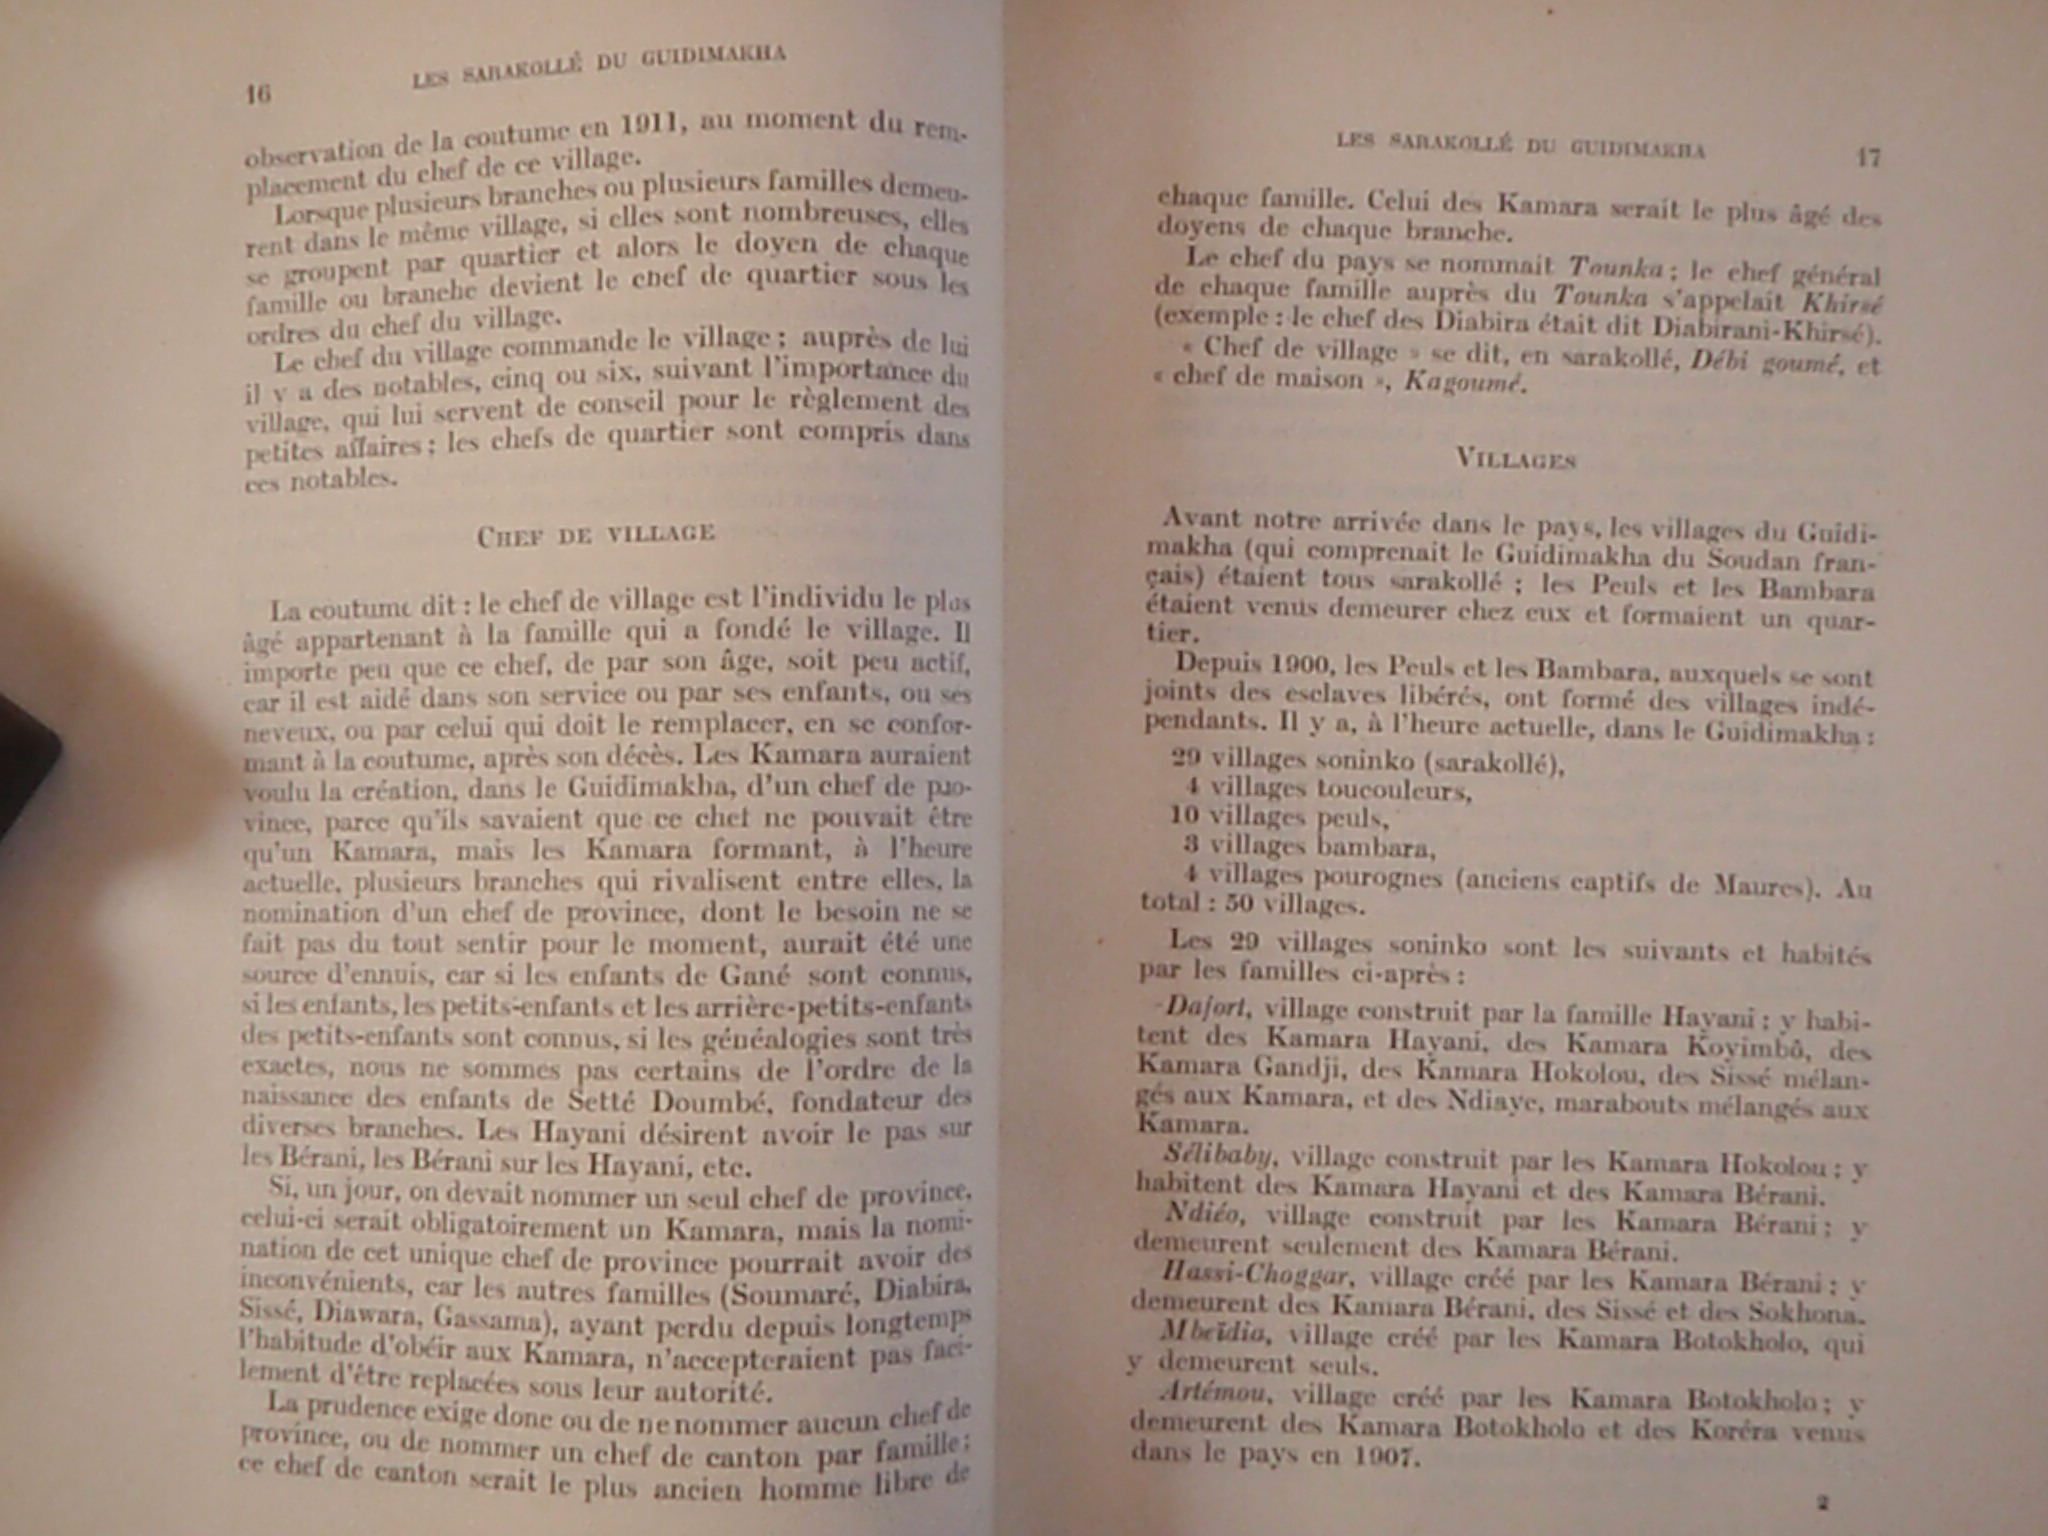 16
LES SARAKOLLÉ DU GUIDIMAKHA
observation de la coutume en 1911, au moment du rem-
placement du chef de ce village.
Lorsque plusieurs branches ou plusieurs familles demeu-
rent dans le même village, si elles sont nombreuses, elles
se groupent par quartier et alors le doyen de chaque
famille ou branche devient le chef de quartier sous les
ordres du chef du village.
Le chef du village commande le village ; auprès de lui
il y a des notables, cinq ou six, suivant l'importance du
village, qui lui servent de conseil pour le règlement des
petites affaires ; les chefs de quartier sont compris dans
ces notables.
CHEF DE VILLAGE
La coutume dit : le chef de village est l'individu le plus
âgé appartenant à la famille qui a fondé le village. Il
importe peu que ce chef, de par son âge, soit peu actif,
car il est aidé dans son service ou par ses enfants, ou ses
neveux, ou par celui qui doit le remplacer, en se confor-
mant à la coutume, après son décès. Les Kamara auraient
voulu la création, dans le Guidimakha, d'un chef de pro-
vince, parce qu'ils savaient que ce chef ne pouvait être
qu'un Kamara, mais les Kamara formant, à l'heure
actuelle, plusieurs branches qui rivalisent entre elles, la
nomination d'un chef de province, dont le besoin ne se
fait pas du tout sentir pour le moment, aurait été une
source d'ennuis, car si les enfants de Gané sont connus,
si les enfants, les petits-enfants et les arrière-petits-enfants
des petits-enfants sont connus, si les généalogies sont très
exactes, nous ne sommes pas certains de l'ordre de la
naissance des enfants de Setté Doumbé, fondateur des
diverses branches. Les Hayani désirent avoir le pas sur
les Bérani, les Bérani sur les Hayani, etc.
Si, un jour, on devait nommer un seul chef de province,
celui-ci serait obligatoirement un Kamara, mais la nomi-
nation de cet unique chef de province pourrait avoir des
inconvénients, car les autres familles (Soumaré, Diabira,
Sissé, Diawara, Gassama), ayant perdu depuis longtemps
l'habitude d'obéir aux Kamara, n'accepteraient pas faci-
lement d'être replacées sous leur autorité.
La prudence exige donc ou de ne nommer aucun chef de
province, ou de nommer un chef de canton par famille ;
ce chef de canton serait le plus ancien homme libre de
LES SARAKOLLÉ DU GUIDIMAKHA
17
chaque famille. Celui des Kamara serait le plus âgé des
doyens de chaque branche.
Le chef du pays se nommait Tounka ; le chef général
de chaque famille auprès du Tounka s'appelait Khirsé
(exemple : le chef des Diabira était dit Diabirani-Khirsé).
« Chef de village » se dit, en sarakollé, Débi goumé, et
« chef de maison », Kagoumé.
VILLAGES
Avant notre arrivée dans le pays, les villages du Guidi-
makha (qui comprenait le Guidimakha du Soudan fran-
çais) étaient tous sarakollé ; les Peuls et les Bambara
étaient venus demeurer chez eux et formaient un quar-
tier.
Depuis 1900, les Peuls et les Bambara, auxquels se sont
joints des esclaves libérés, ont formé des villages indé-
pendants. Il y a, à l'heure actuelle, dans le Guidimakha :
29 villages soninko (sarakollé),
4 villages toucouleurs,
10 villages peuls,
3 villages bambara,
4 villages pourognes (anciens captifs de Maures). Au
total : 50 villages.
Les 29 villages soninko sont les suivants et habités
par les familles ci-après :
Dafort, village construit par la famille Hayani ; y habi-
tent des Kamara Hayani, des Kamara Koyimbô, des
Kamara Gandji, des Kamara Hokolou, des Sissé mélan-
gés aux Kamara, et des Ndiaye, marabouts mélangés aux
Kamara.
Sélibaby, village construit par les Kamara Hokolou ; y
habitent des Kamara Hayani et des Kamara Bérani.
Ndiéo, village construit par les Kamara Bérani ; y
demeurent seulement des Kamara Bérani.
Hassi-Choggar, village créé par les Kamara Bérani ; y
demeurent des Kamara Bérani, des Sissé et des Sokhona.
Mbeïdia, village créé par les Kamara Botokholo, qui
y demeurent seuls.
Artémou, village créé par les Kamara Botokholo ; y
demeurent des Kamara Botokholo et des Koréra venus
dans le pays en 1907.
2